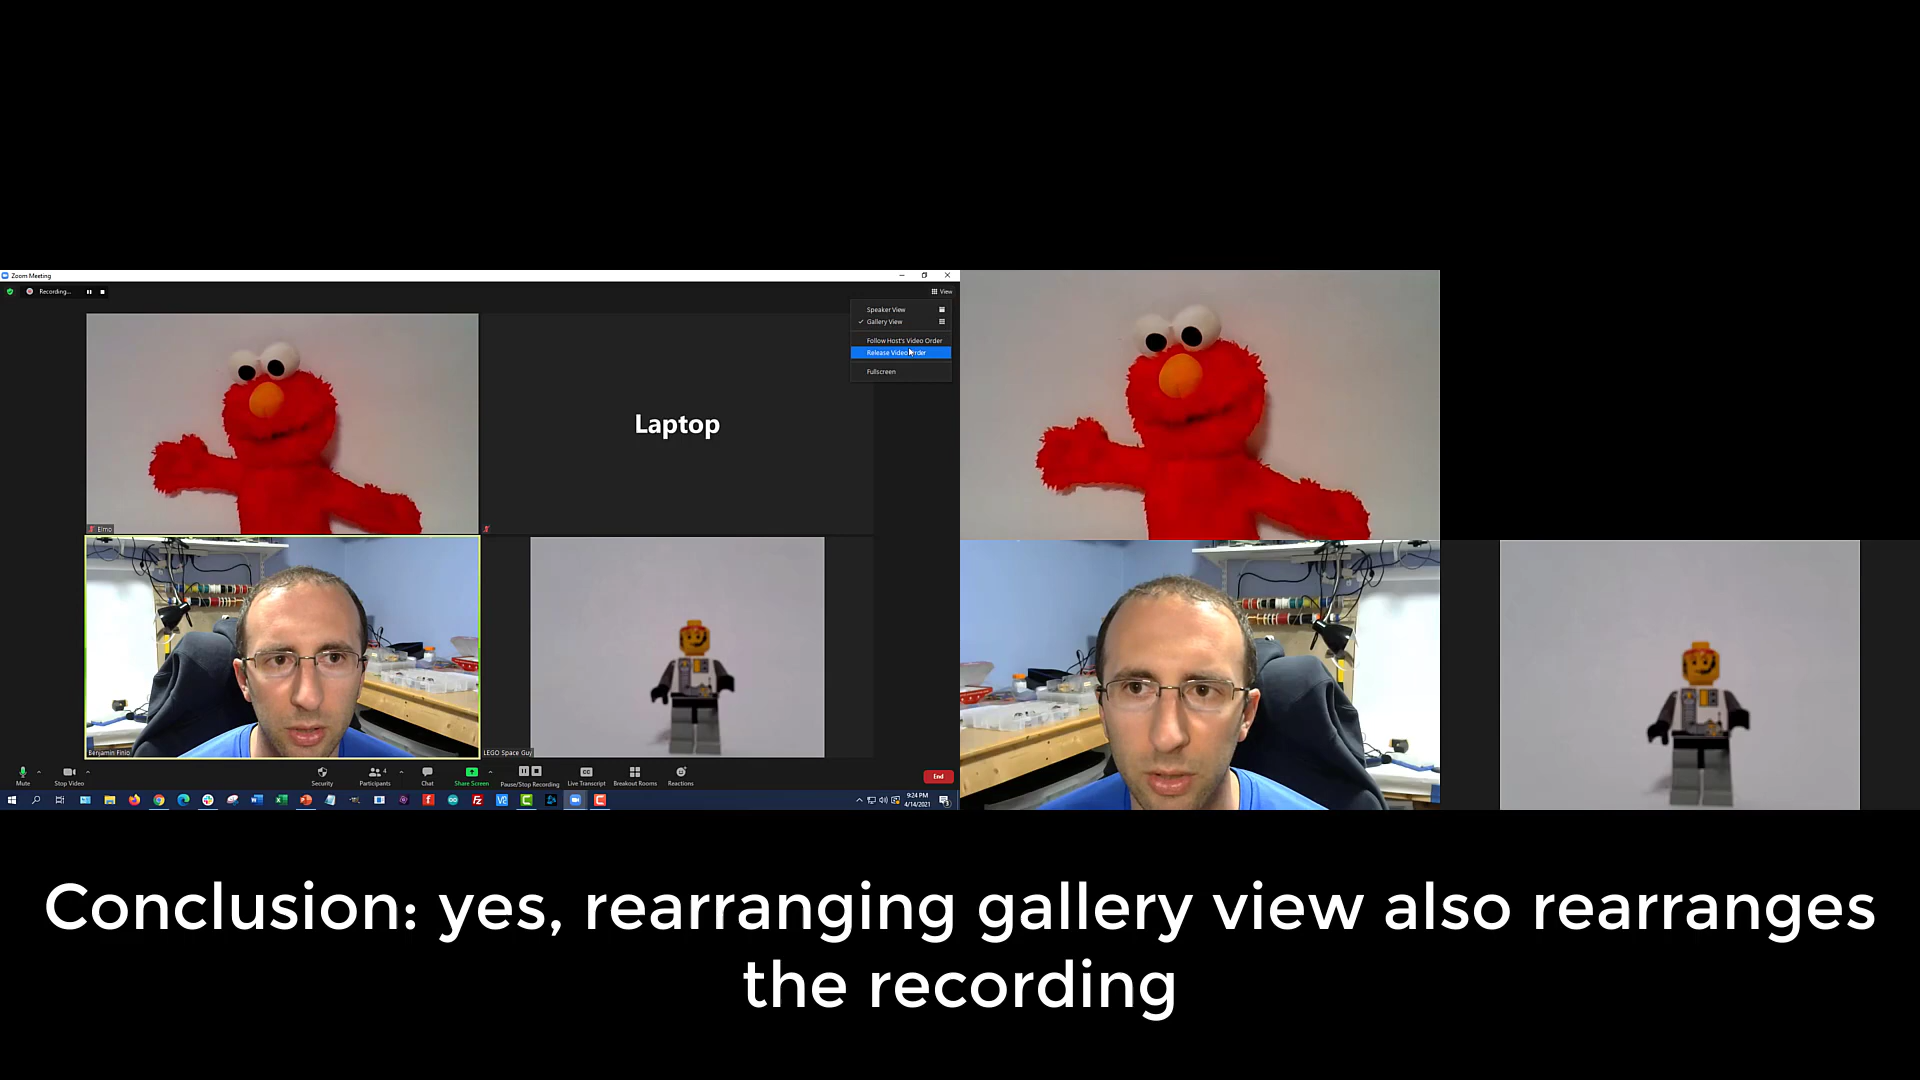 Zoom Meeting
Recording...
View
Speaker View
Gallery View
Follow Host's Video Order
Release Video Order
Fullscreen
Laptop
Elmo
Benjamin Finio
LEGO Space Guy
Mute
Stop Video
Security
Participants
4
Chat
Share Screen
Pause/Stop Recording
CC
Live Transcript
Breakout Rooms
Reactions
End
9:24 PM
4/14/2021
Conclusion: yes, rearranging gallery view also rearranges
the recording